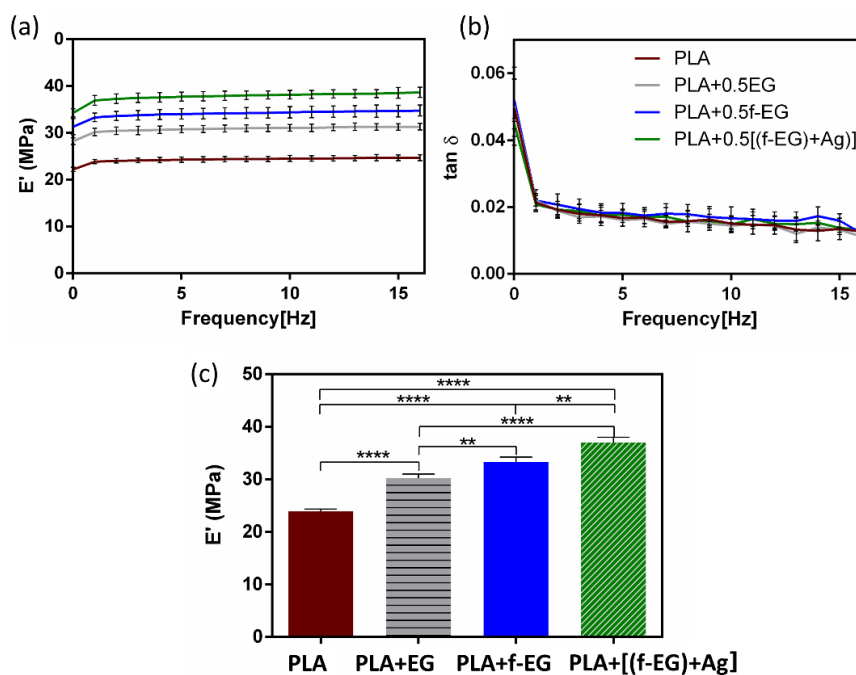 (a)
0
40
30
20
10
0
E' (MPa)
0 5 10 15
Frequency[Hz]
(b)
0.06
0.04
0.02
0.00
tan δ
0 5 10 15
Frequency[Hz]
PLA
PLA+0.5EG
PLA+0.5f-EG
PLA+0.5[(f-EG)+Ag)]
(c)
50
40
30
20
10
0
E' (MPa)
****
**** **
****
**
****
PLA PLA+EG PLA+f-EG PLA+[(f-EG)+Ag]